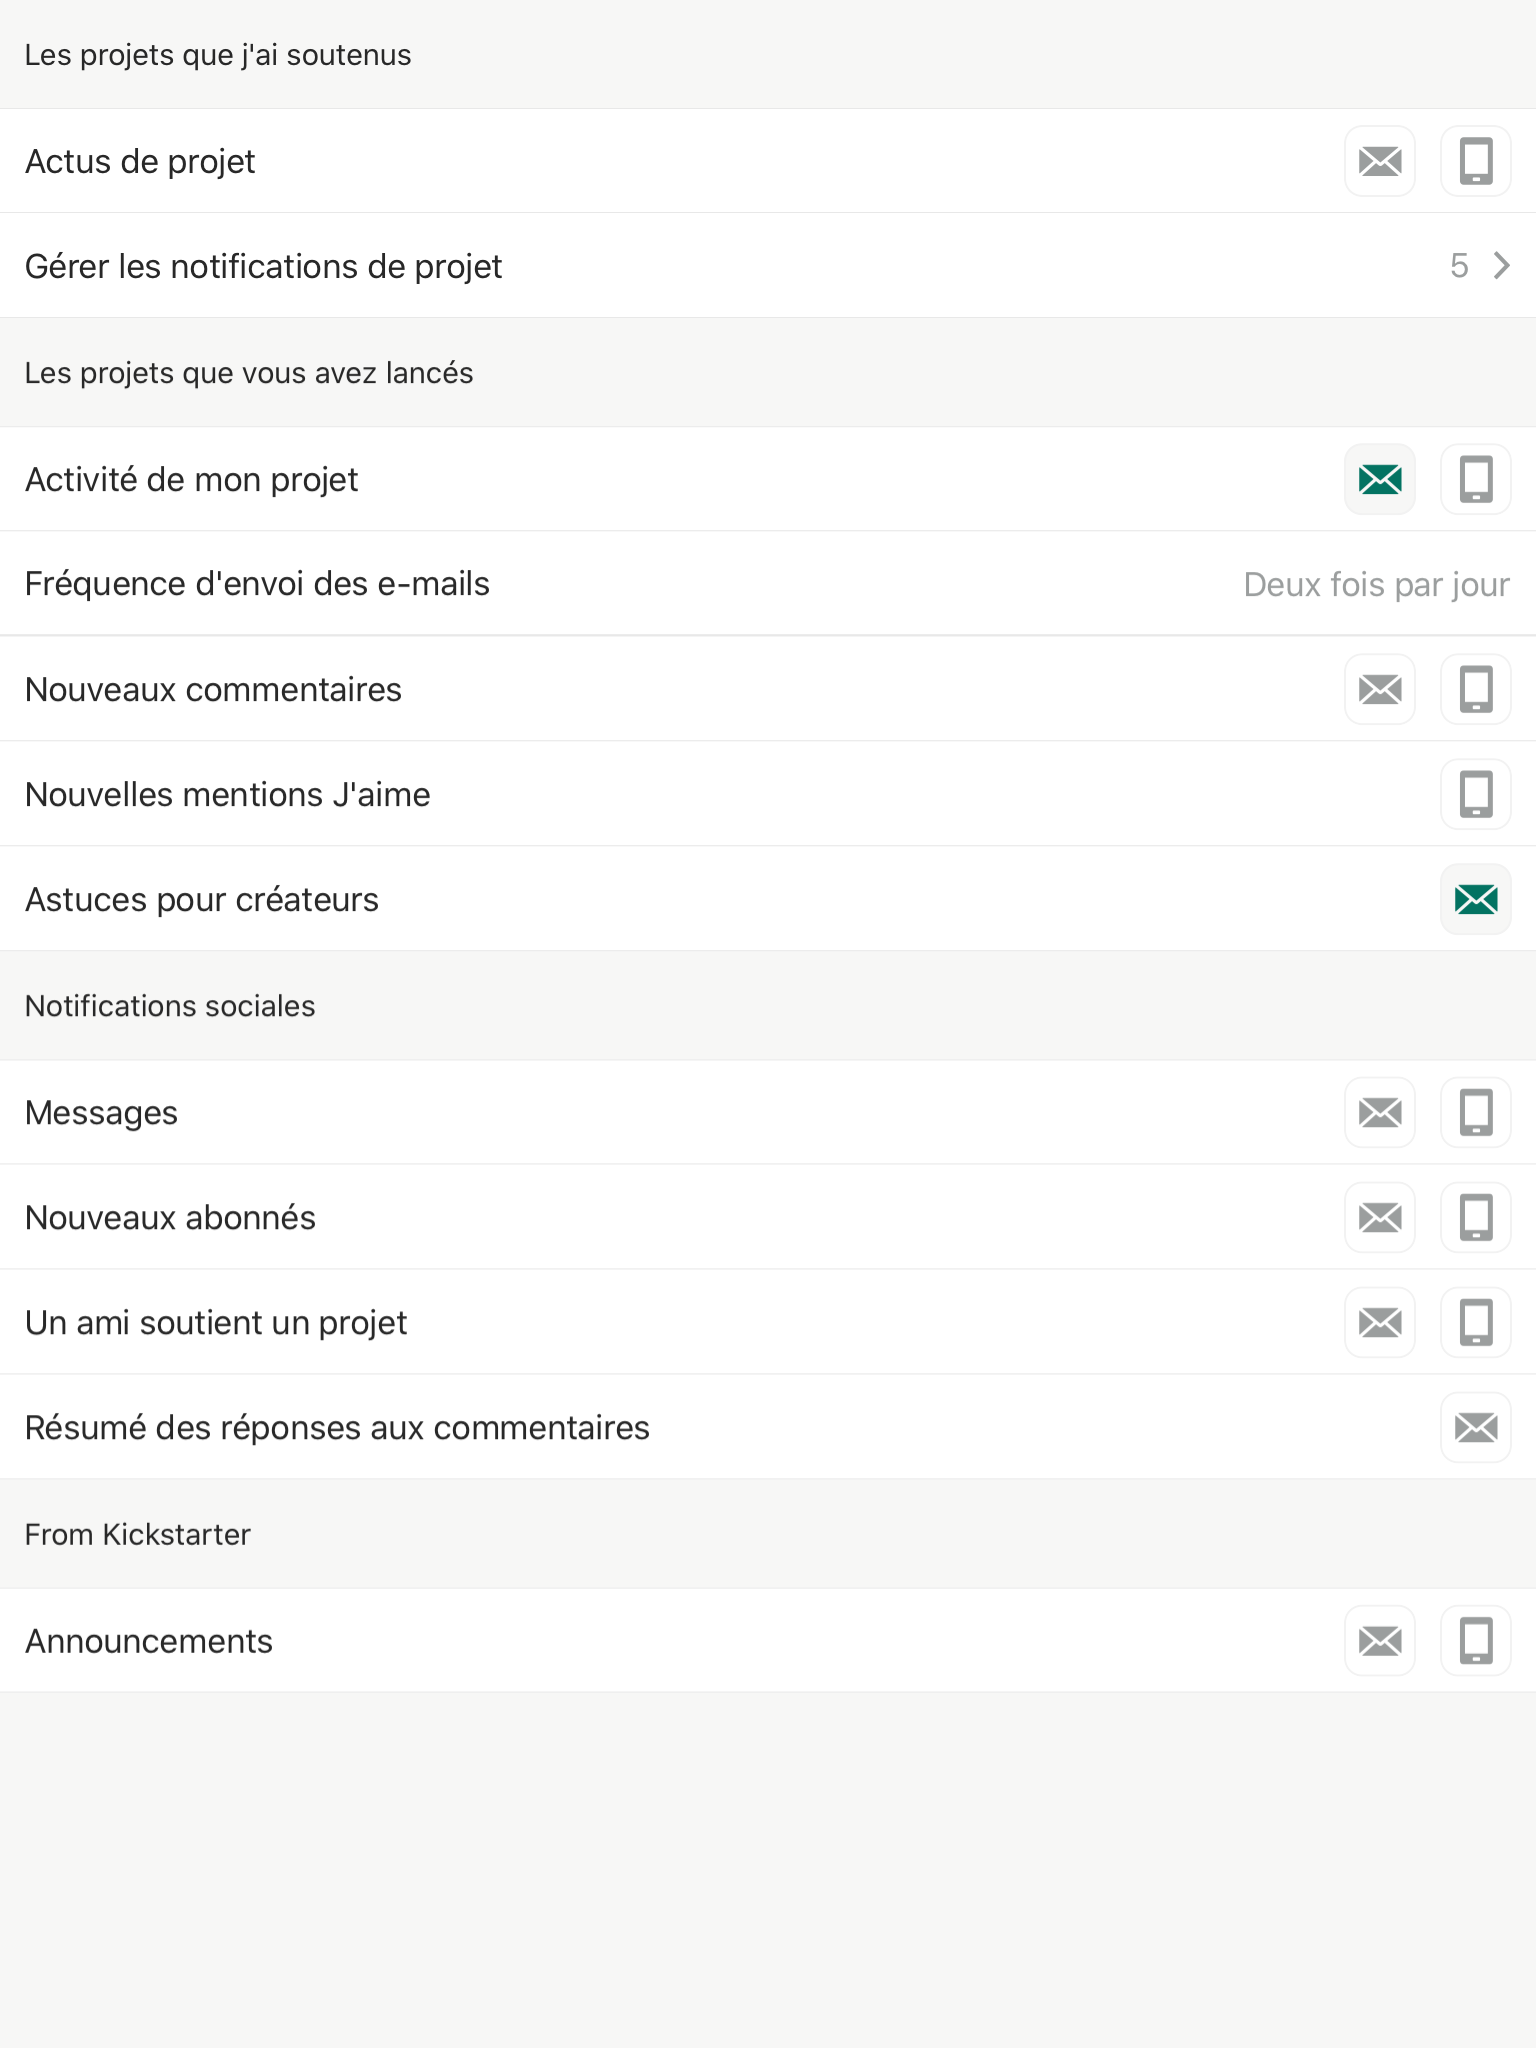 Les projets que j'ai soutenus
Actus de projet
Gérer les notifications de projet
5
Les projets que vous avez lancés
Activité de mon projet
Fréquence d'envoi des e-mails
Deux fois par jour
Nouveaux commentaires
Nouvelles mentions J'aime
Astuces pour créateurs
Notifications sociales
Messages
Nouveaux abonnés
Un ami soutient un projet
Résumé des réponses aux commentaires
From Kickstarter
Announcements